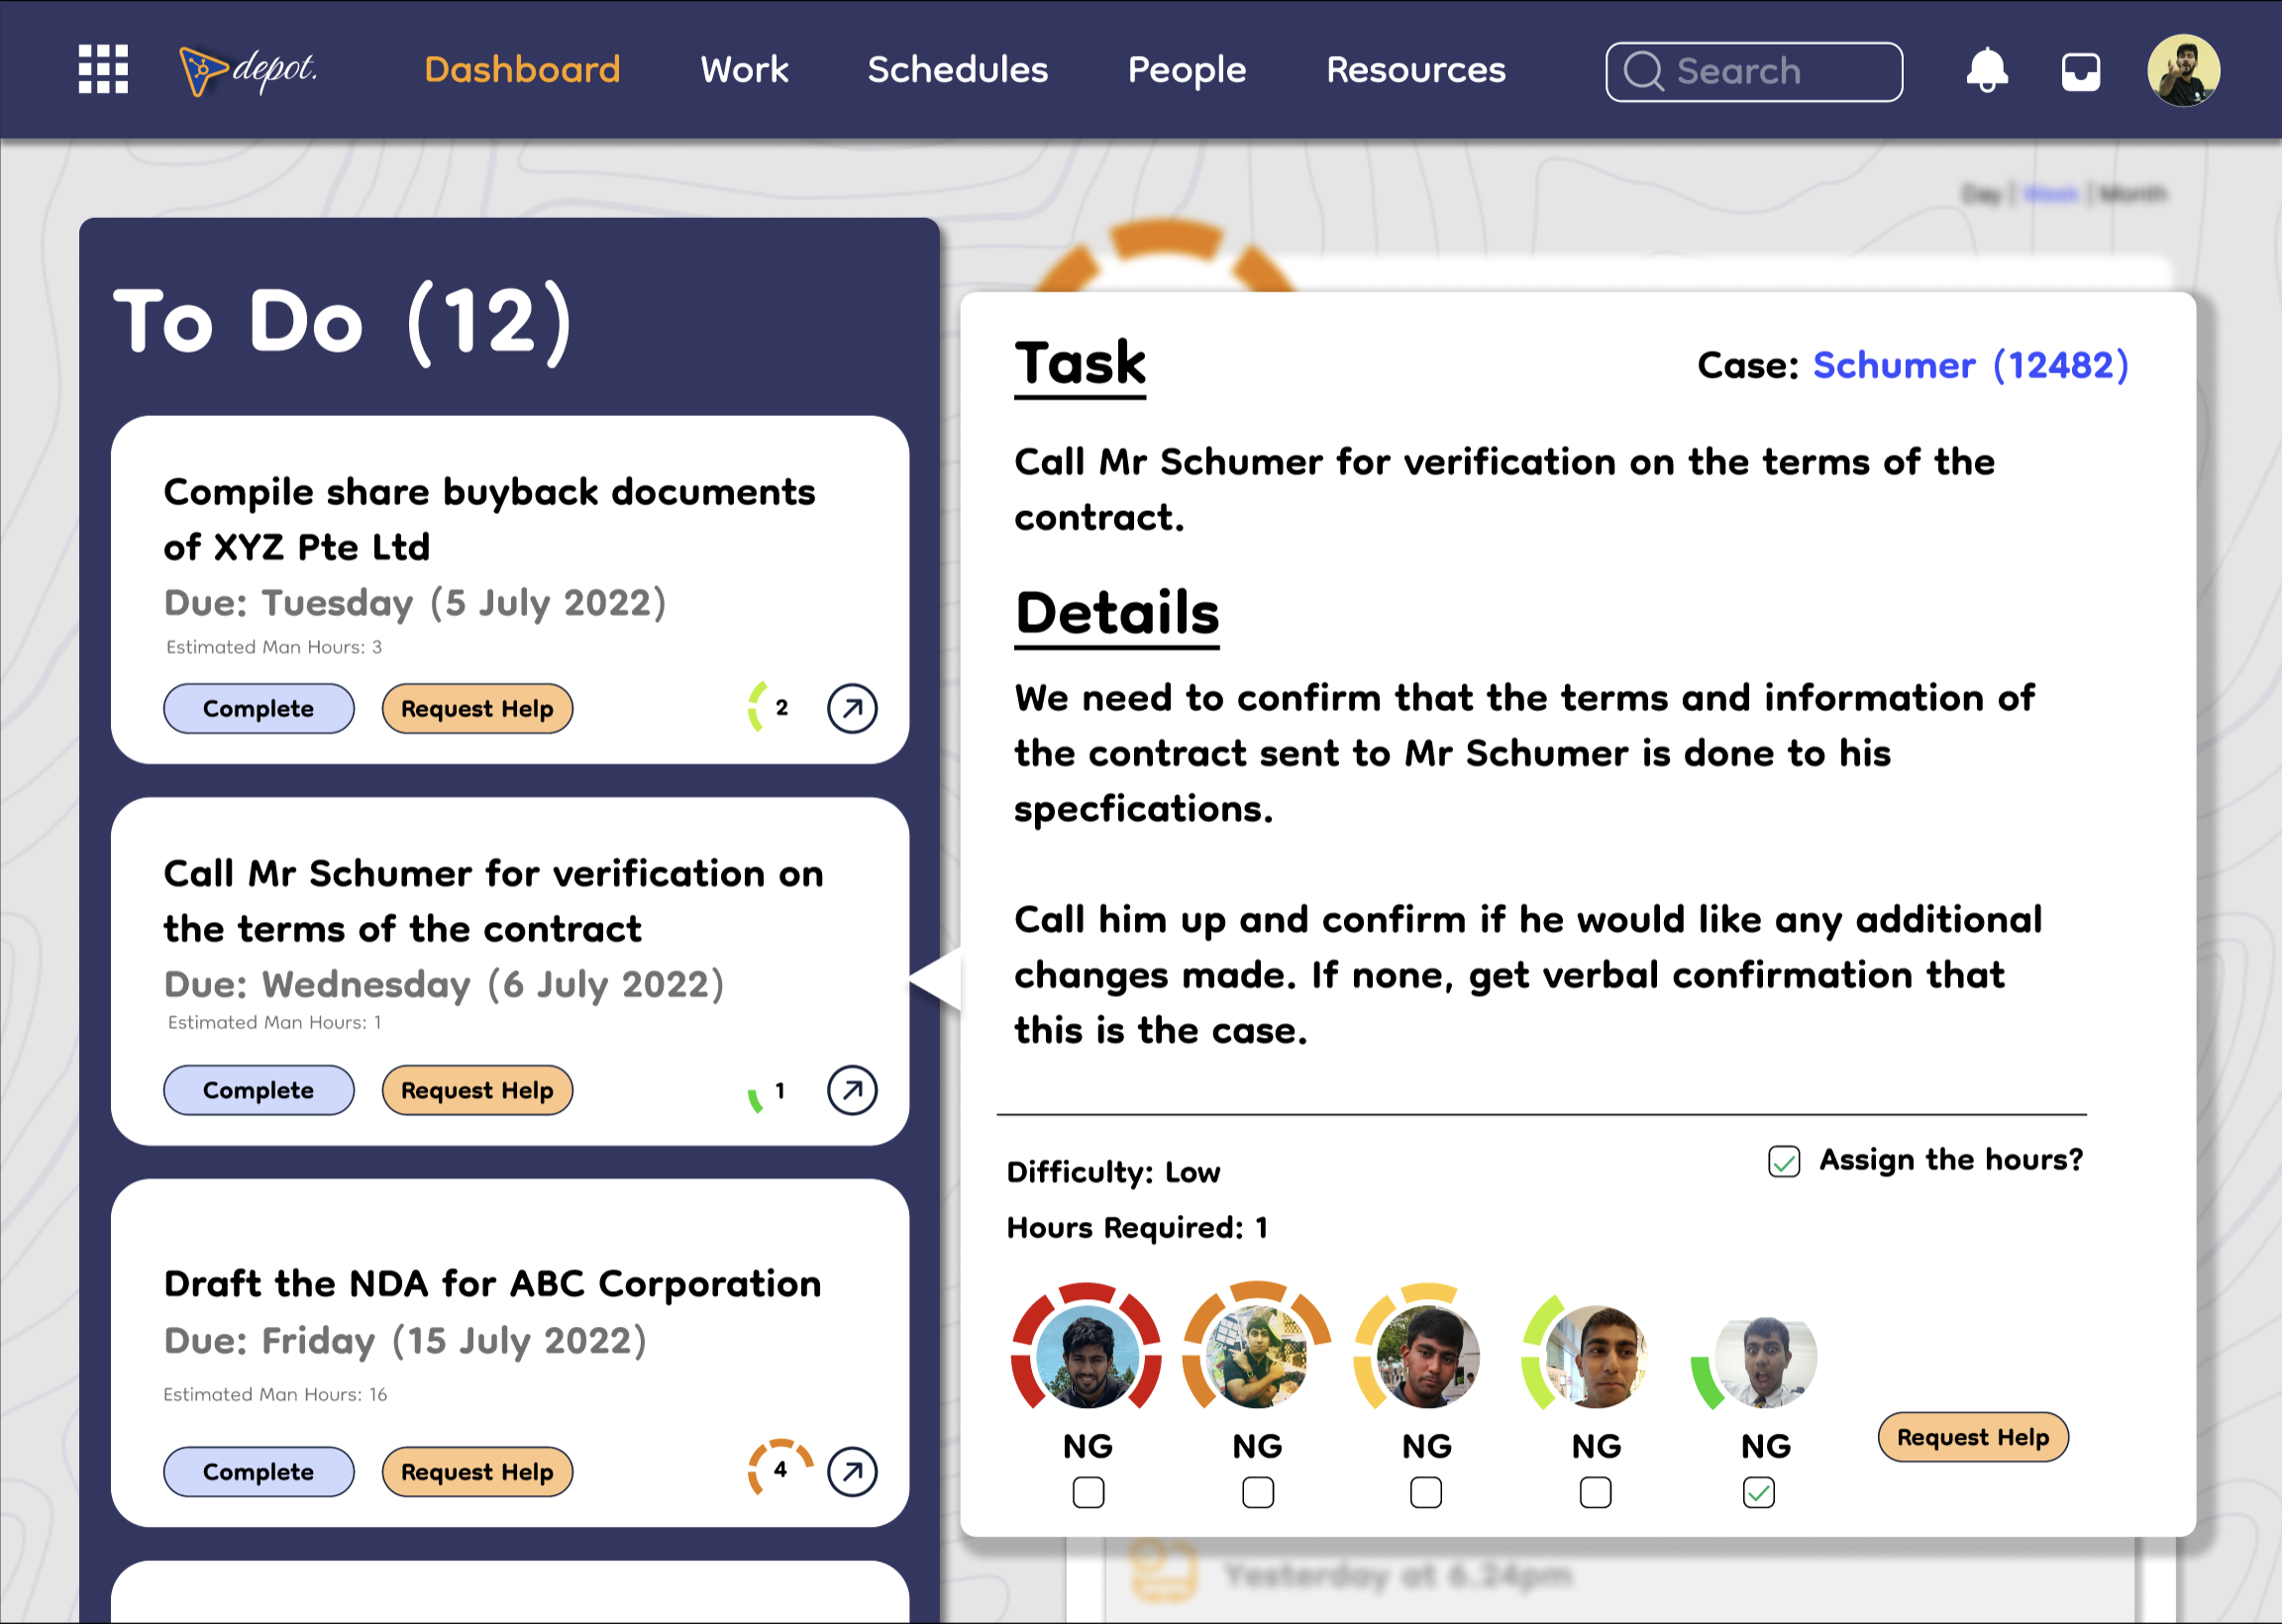 depot.
Dashboard
Work
Schedules
People
Resources
Search
Day | Week | Month
To Do (12)
Compile share buyback documents
of XYZ Pte Ltd
Due: Tuesday (5 July 2022)
Estimated Man Hours: 3
Complete
Request Help
2
Call Mr Schumer for verification on
the terms of the contract
Due: Wednesday (6 July 2022)
Estimated Man Hours: 1
Complete
Request Help
1
Draft the NDA for ABC Corporation
Due: Friday (15 July 2022)
Estimated Man Hours: 16
Complete
Request Help
4
Task
Case: Schumer (12482)
Call Mr Schumer for verification on the terms of the
contract.
Details
We need to confirm that the terms and information of
the contract sent to Mr Schumer is done to his
specfications.
Call him up and confirm if he would like any additional
changes made. If none, get verbal confirmation that
this is the case.
Difficulty: Low
Assign the hours?
Hours Required: 1
NG
NG
NG
NG
NG
Request Help
Yesterday at 6.24pm